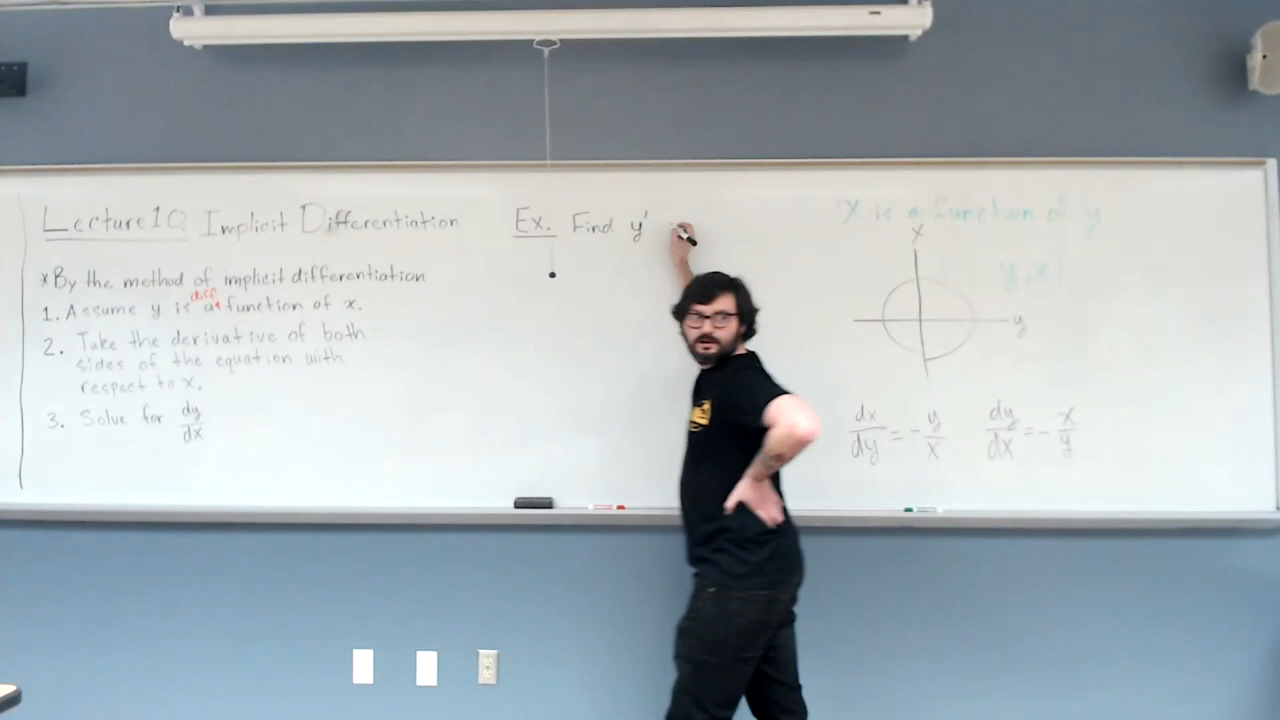 Lecture 10: Implicit Differentiation
*By the method of implicit differentiation
1. Assume y is a diff function of x.
2. Take the derivative of both
sides of the equation with
respect to x.
3. Solve for dy/dx
Ex. Find y'
X is a function of y
x
y
dx/dy = -y/x dy/dx = -x/y